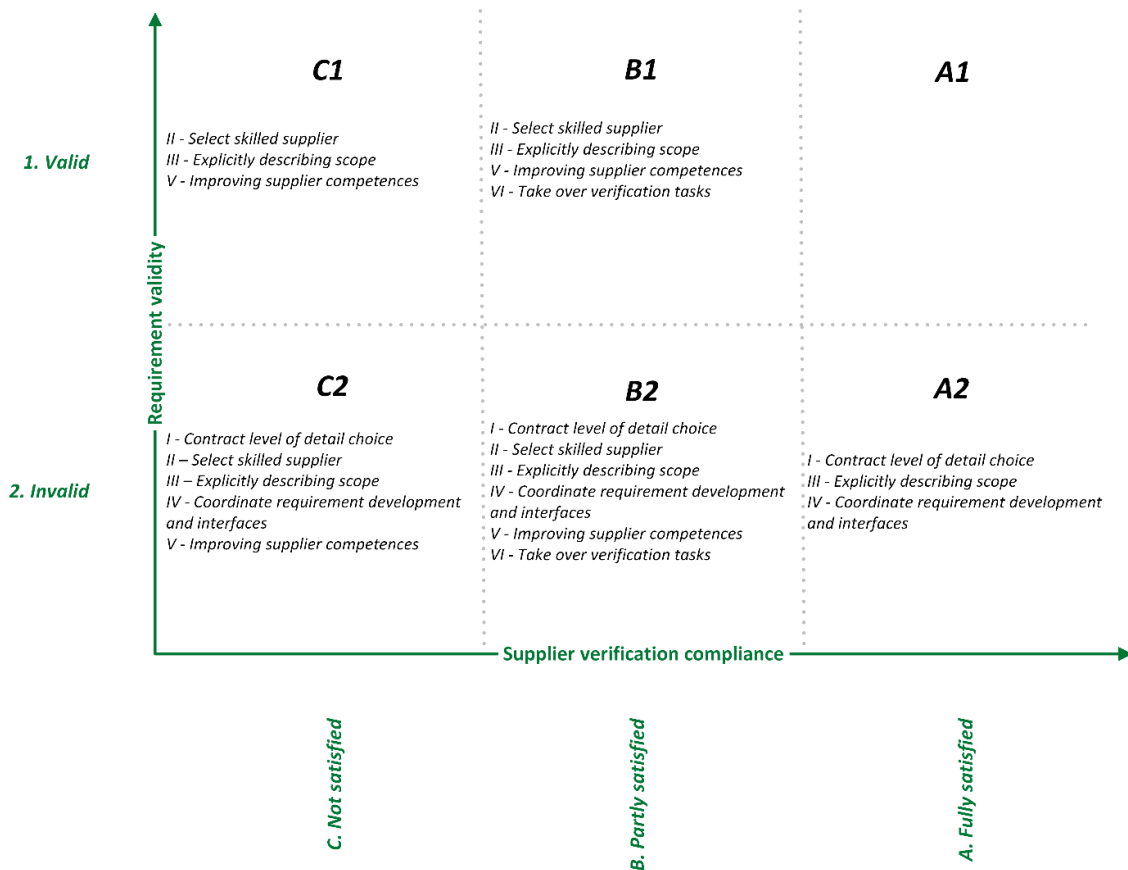 C1
B1
A1
II - Select skilled supplier
III - Explicitly describing scope
V - Improving supplier competences
II - Select skilled supplier
III - Explicitly describing scope
V - Improving supplier competences
VI - Take over verification tasks
1. Valid
Requirement validity
C2
B2
A2
I - Contract level of detail choice
II – Select skilled supplier
III – Explicitly describing scope
IV - Coordinate requirement development
and interfaces
V - Improving supplier competences
I - Contract level of detail choice
II - Select skilled supplier
III - Explicitly describing scope
IV - Coordinate requirement development
and interfaces
V - Improving supplier competences
VI - Take over verification tasks
I - Contract level of detail choice
III - Explicitly describing scope
IV - Coordinate requirement development
and interfaces
2. Invalid
Supplier verification compliance
C. Not satisfied
B. Partly satisfied
A. Fully satisfied